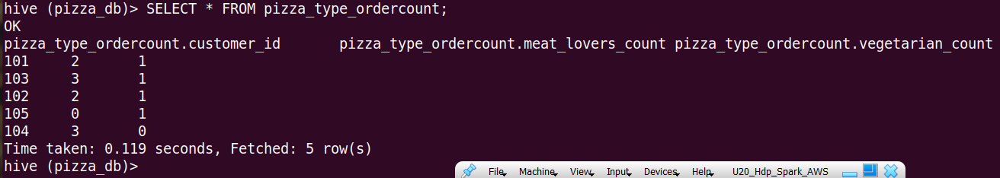 hive (pizza_db)> SELECT * FROM pizza_type_ordercount;
OK
pizza_type_ordercount.customer_id pizza_type_ordercount.meat_lovers_count pizza_type_ordercount.vegetarian_count
101 2 1
103 3 1
102 2 1
105 0 1
104 3 0
Time taken: 0.119 seconds, Fetched: 5 row(s)
hive (pizza_db)>
File Machine View Input Devices Help U20_Hdp_Spark_AWS